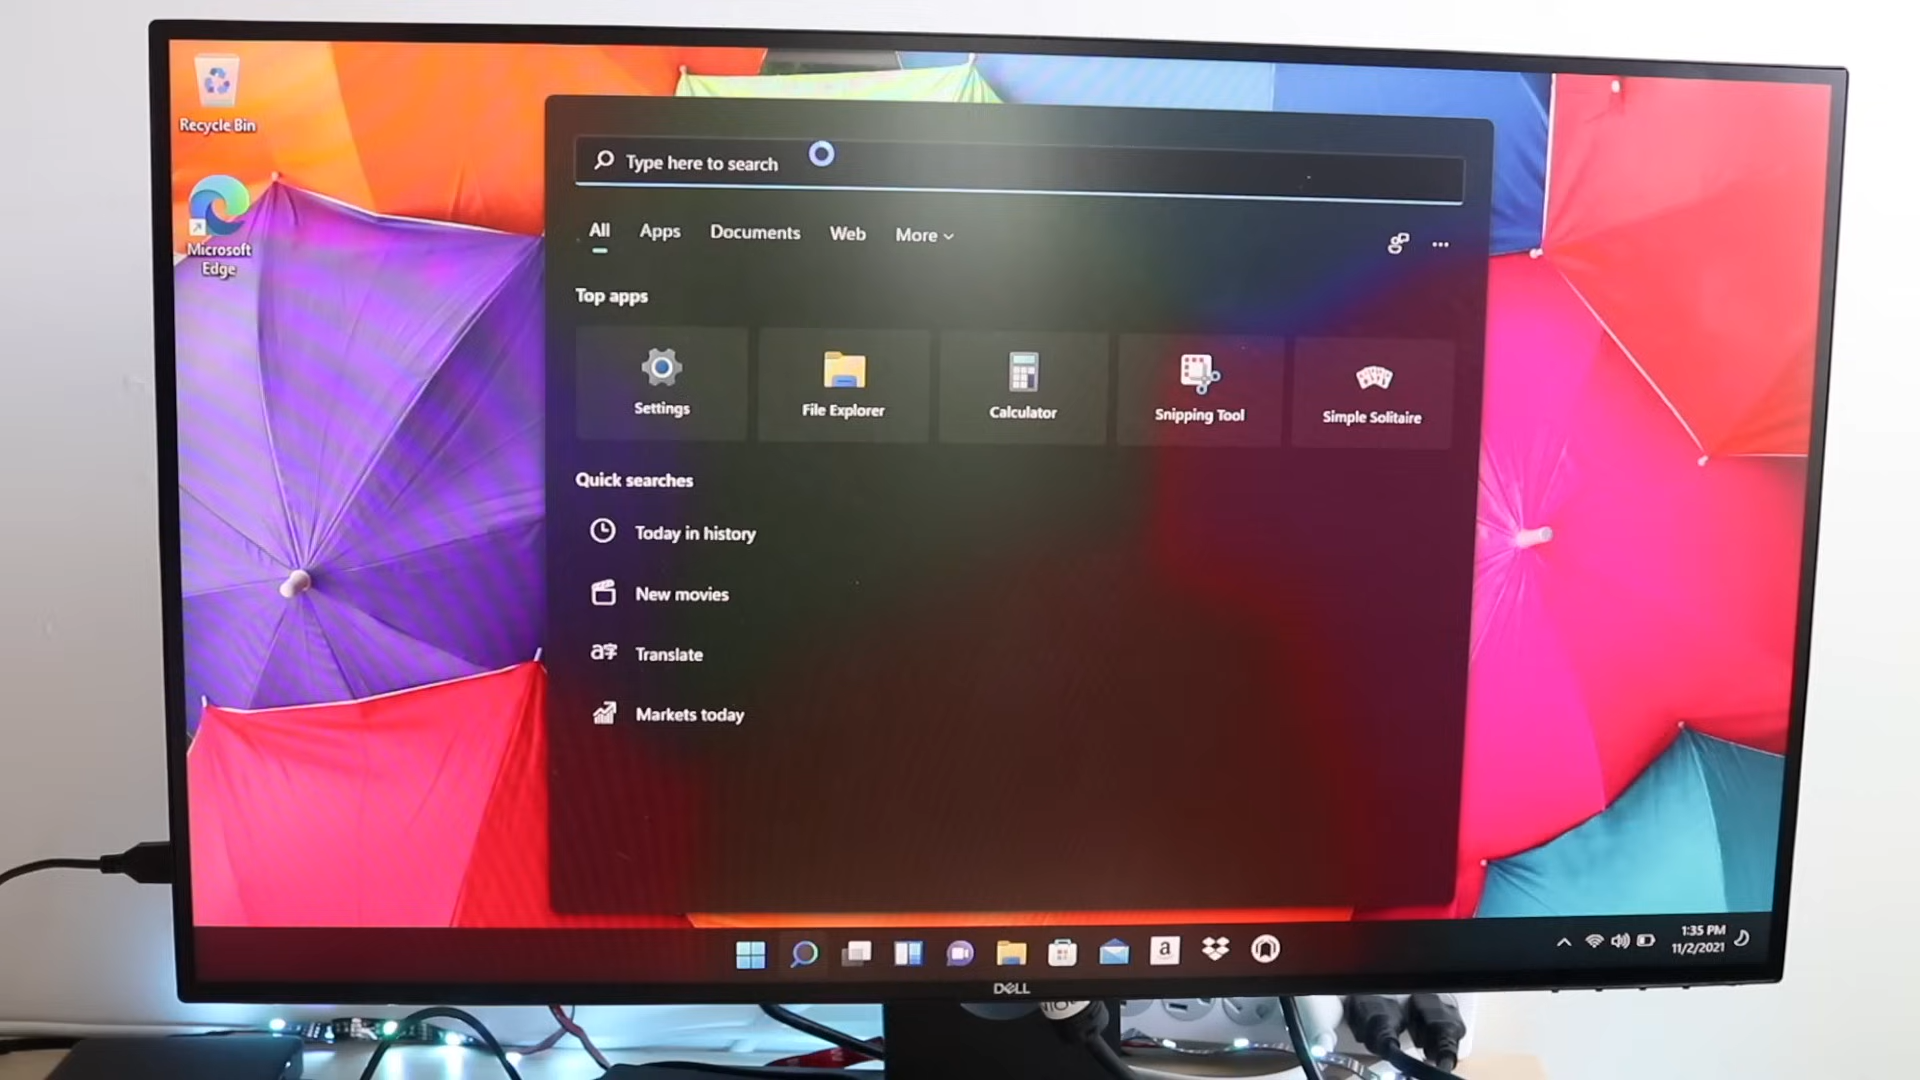 Recycle Bin
Microsoft
Edge
Type here to search
All Apps Documents Web More
Top apps
Settings
File Explorer
Calculator
Snipping Tool
Simple Solitaire
Quick searches
Today in history
New movies
a字 Translate
Markets today
a
1:35 PM
11/2/2021
DELL